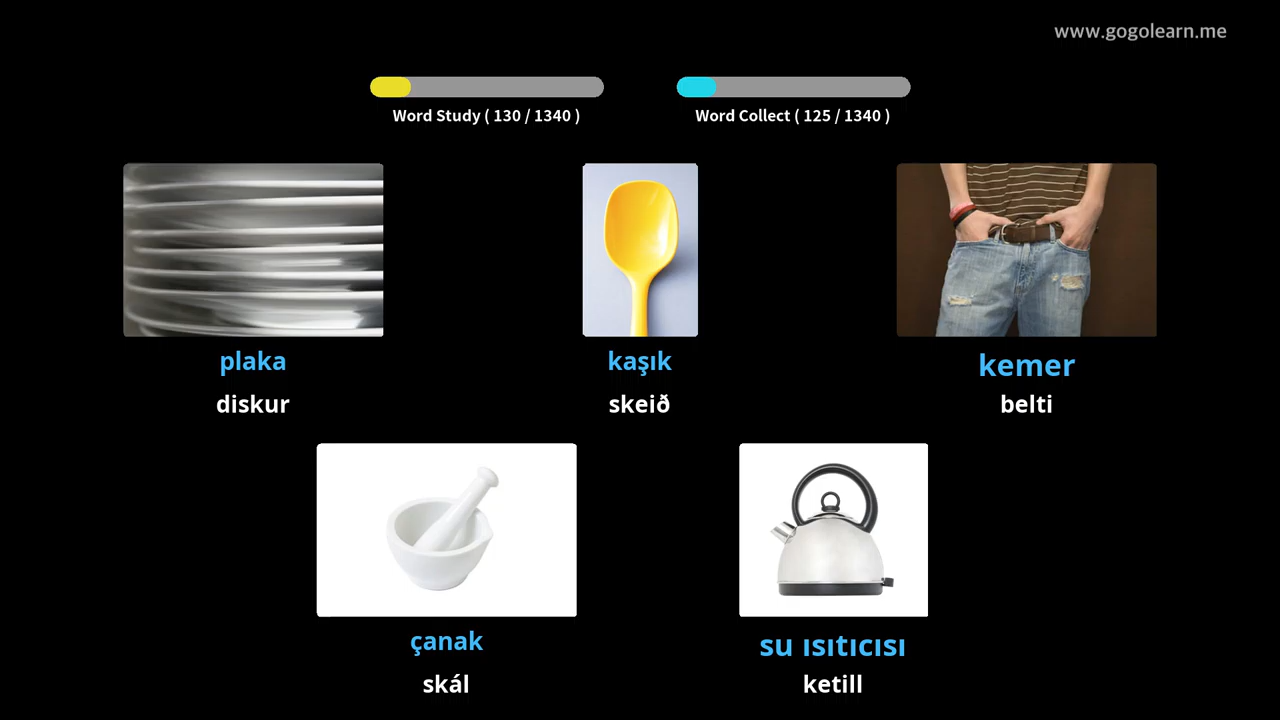 www.gogolearn.me
Word Study ( 130 / 1340 )
Word Collect ( 125 / 1340 )
plaka
diskur
kaşık
skeið
kemer
belti
çanak
skál
su ısıtıcısı
ketill